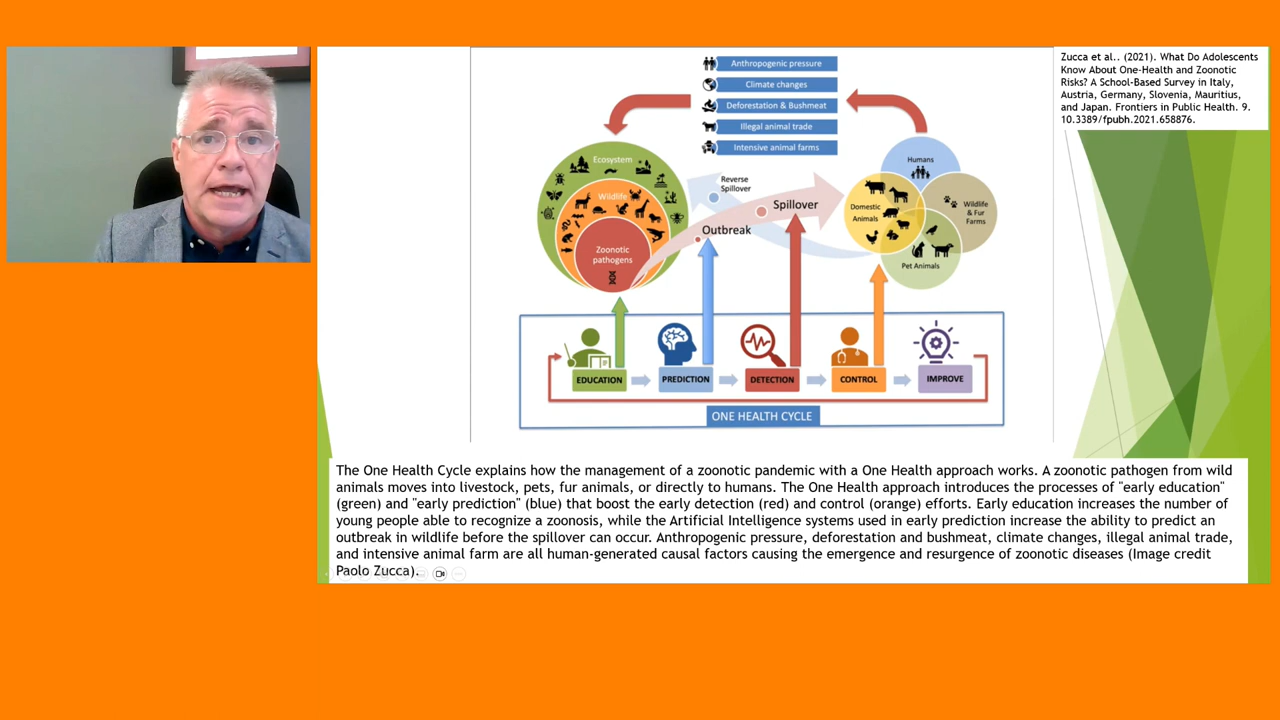 Zucca et al.. (2021). What Do Adolescents
Know About One-Health and Zoonotic
Risks? A School-Based Survey in Italy,
Austria, Germany, Slovenia, Mauritius,
and Japan. Frontiers in Public Health. 9.
10.3389/fpubh.2021.658876.
Anthropogenic pressure
Climate changes
Deforestation & Bushmeat
Illegal animal trade
Intensive animal farms
Ecosystem
Wildlife
Zoonotic
pathogens
Reverse
Spillover
Spillover
Outbreak
Humans
Domestic
Animals
Wildlife
& Fur
Farms
Pet Animals
EDUCATION
PREDICTION
DETECTION
CONTROL
IMPROVE
ONE HEALTH CYCLE
The One Health Cycle explains how the management of a zoonotic pandemic with a One Health approach works. A zoonotic pathogen from wild
animals moves into livestock, pets, fur animals, or directly to humans. The One Health approach introduces the processes of "early education"
(green) and "early prediction" (blue) that boost the early detection (red) and control (orange) efforts. Early education increases the number of
young people able to recognize a zoonosis, while the Artificial Intelligence systems used in early prediction increase the ability to predict an
outbreak in wildlife before the spillover can occur. Anthropogenic pressure, deforestation and bushmeat, climate changes, illegal animal trade,
and intensive animal farm are all human-generated causal factors causing the emergence and resurgence of zoonotic diseases (Image credit
Paolo Zucca).